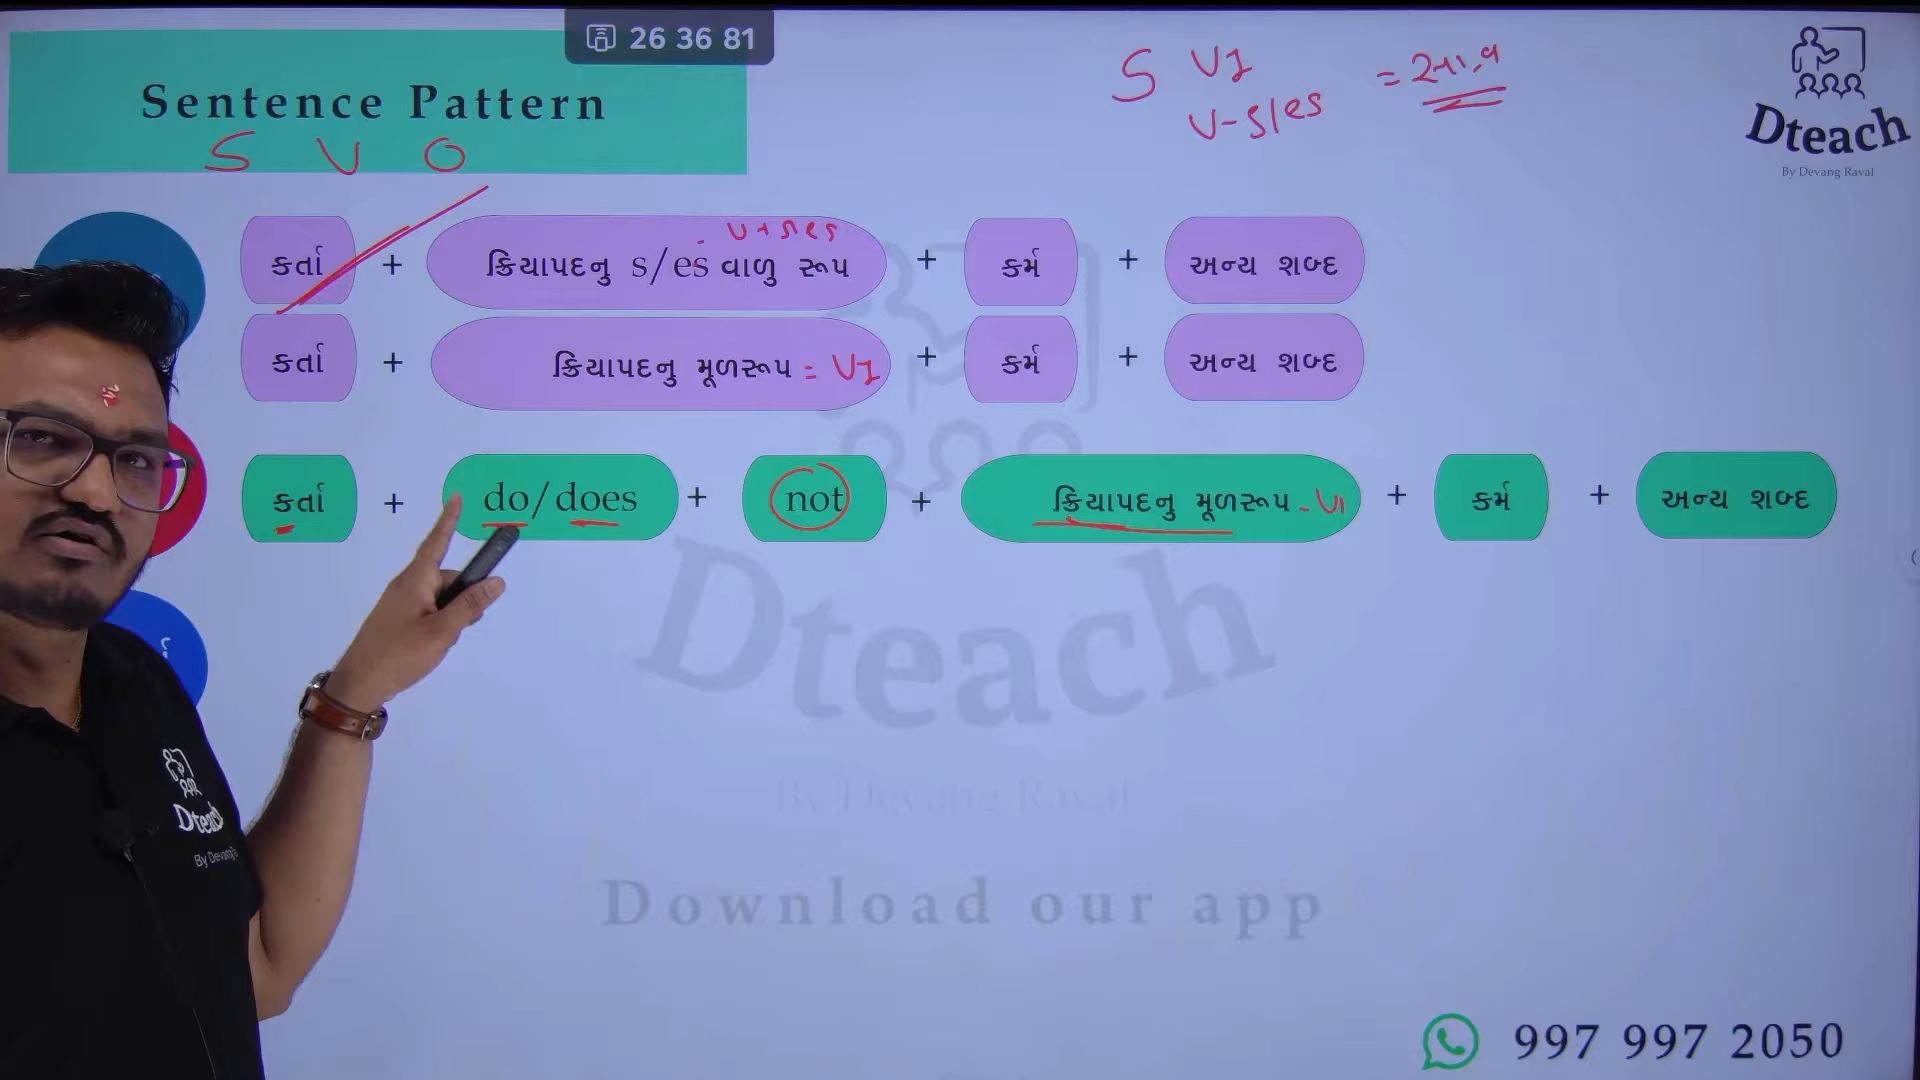 26 36 81
Sentence Pattern
S V O
S V1
V-s/es
Dteach
By Devang Raval
V+s/es
કર્તા + ક્રિયાપદનુ s/es વાળુ રૂપ + કર્મ + અન્ય શબ્દ
કર્તા + ક્રિયાપદનુ મૂળરૂપ = V1 + કર્મ + અન્ય શબ્દ
કર્તા + do/does + not + ક્રિયાપદનુ મૂળરૂપ - V1 + કર્મ + અન્ય શબ્દ
Dteach
By Devang Raval
Download our app
Dteach
997 997 2050